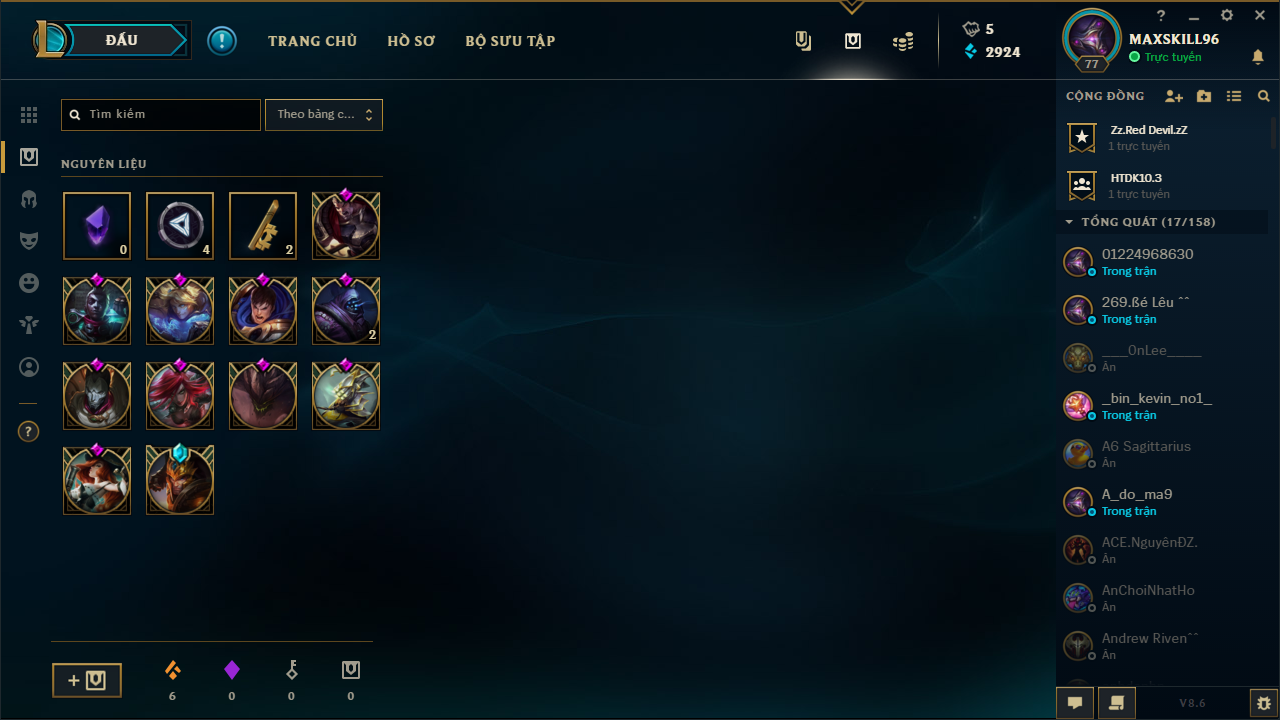 ĐẤU
TRANG CHỦ
HỒ SƠ
BỘ SƯU TẬP
5
2924
77
MAXSKILL96
Trực tuyến
Tìm kiếm
Theo bảng c...
NGUYÊN LIỆU
0
4
2
2
6
0
0
0
CỘNG ĐỒNG
Zz.Red Devil.zZ
1 trực tuyến
HTDK10.3
1 trực tuyến
TỔNG QUÁT (17/158)
01224968630
Trong trận
269.ßé Lêu ˆˆ
Trong trận
___0nLee____
Ẩn
_bin_kevin_no1_
Trong trận
A6 Sagittarius
Ẩn
A_do_ma9
Trong trận
ACE.NguyênĐZ.
Ẩn
AnChoiNhatHo
Ẩn
Andrew Rivenˆˆ
Ẩn
V8.6